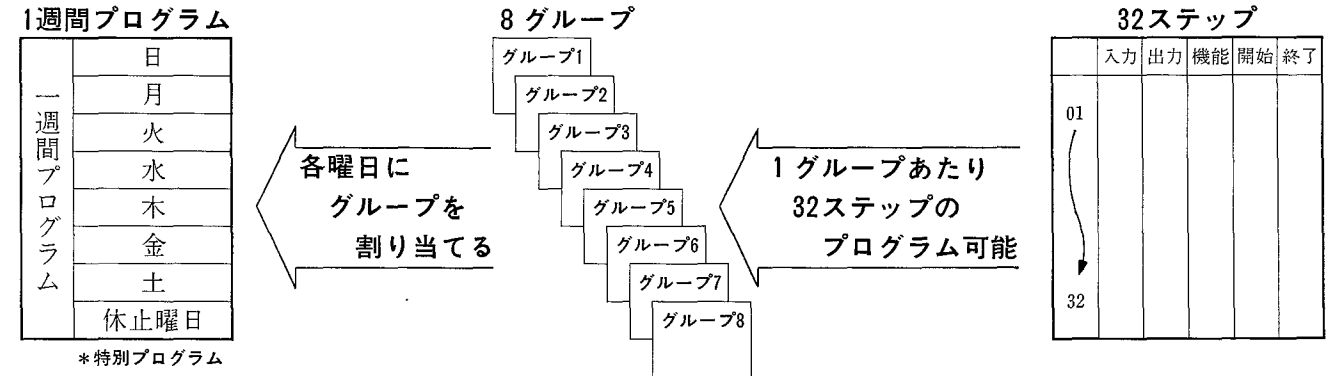 1週間プログラム
一週間プログラム
日
月
火
水
木
金
土
休止曜日
*特別プログラム
各曜日に
グループを
割り当てる
8 グループ
グループ1
グループ2
グループ3
グループ4
グループ5
グループ6
グループ7
グループ8
1 グループあたり
32ステップの
プログラム可能
32ステップ
入力 出力 機能 開始 終了
01
32